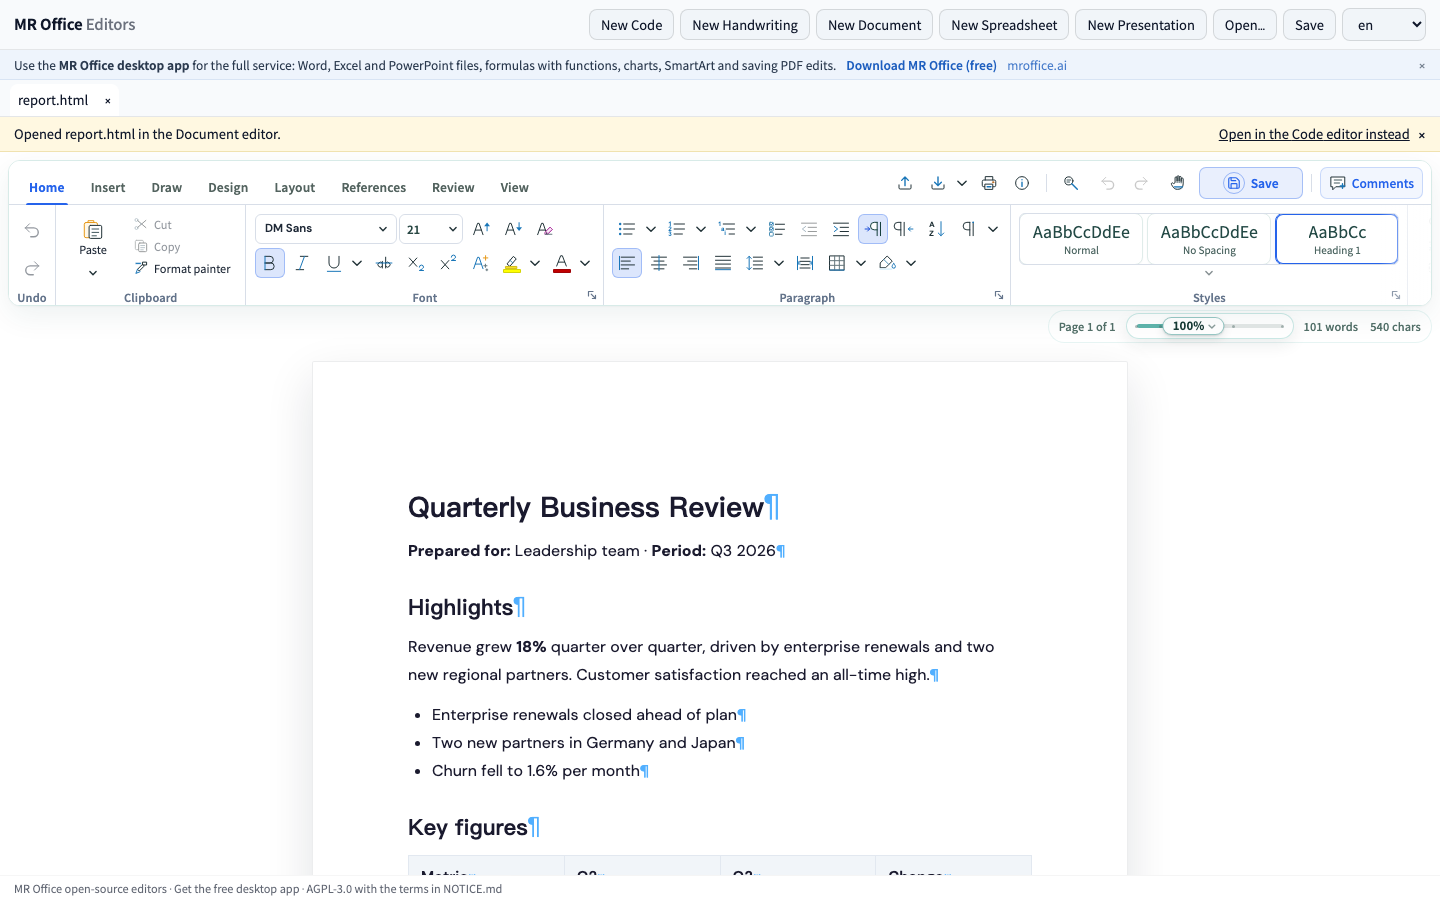 MR Office Editors
New Code
New Handwriting
New Document
New Spreadsheet
New Presentation
Open...
Save
en
Use the MR Office desktop app for the full service: Word, Excel and PowerPoint files, formulas with functions, charts, SmartArt and saving PDF edits. Download MR Office (free) mroffice.ai ×
report.html ×
Opened report.html in the Document editor.
Open in the Code editor instead ×
Home
Insert
Draw
Design
Layout
References
Review
View
Save
Comments
Paste
Cut
Copy
Format painter
DM Sans
21
AaBbCcDdEe
Normal
AaBbCcDdEe
No Spacing
AaBbCc
Heading 1
Undo
Clipboard
Font
Paragraph
Styles
Page 1 of 1
100%
101 words
540 chars
Quarterly Business Review¶
Prepared for: Leadership team · Period: Q3 2026¶
Highlights¶
Revenue grew 18% quarter over quarter, driven by enterprise renewals and two
new regional partners. Customer satisfaction reached an all-time high.¶
• Enterprise renewals closed ahead of plan¶
• Two new partners in Germany and Japan¶
• Churn fell to 1.6% per month¶
Key figures¶
MR Office open-source editors · Get the free desktop app · AGPL-3.0 with the terms in NOTICE.md